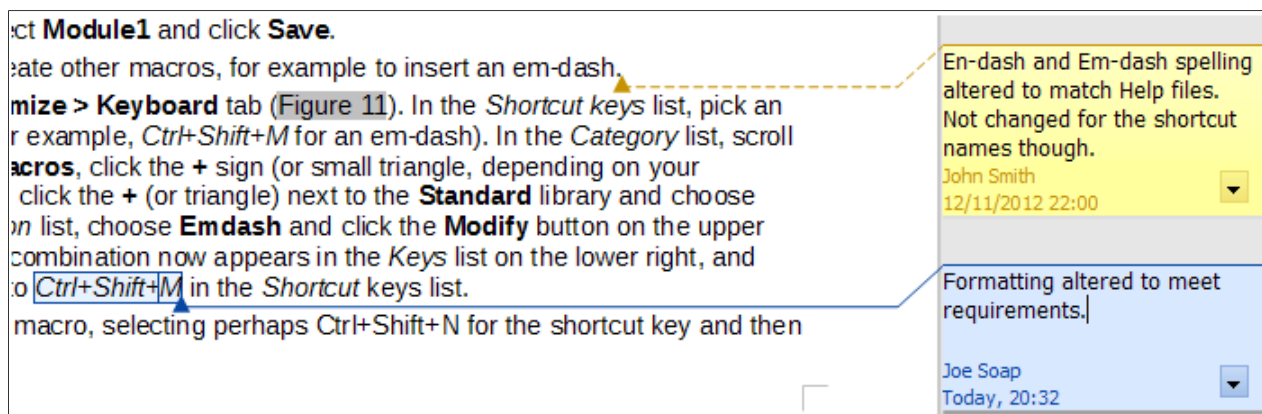 ect Module1 and click Save.
eate other macros, for example to insert an em-dash.
mize > Keyboard tab (Figure 11). In the Shortcut keys list, pick an
r example, Ctrl+Shift+M for an em-dash). In the Category list, scroll
acros, click the + sign (or small triangle, depending on your
click the + (or triangle) next to the Standard library and choose
on list, choose Emdash and click the Modify button on the upper
combination now appears in the Keys list on the lower right, and
to Ctrl+Shift+M in the Shortcut keys list.
macro, selecting perhaps Ctrl+Shift+N for the shortcut key and then
En-dash and Em-dash spelling
altered to match Help files.
Not changed for the shortcut
names though.
John Smith
12/11/2012 22:00
Formatting altered to meet
requirements.
Joe Soap
Today, 20:32